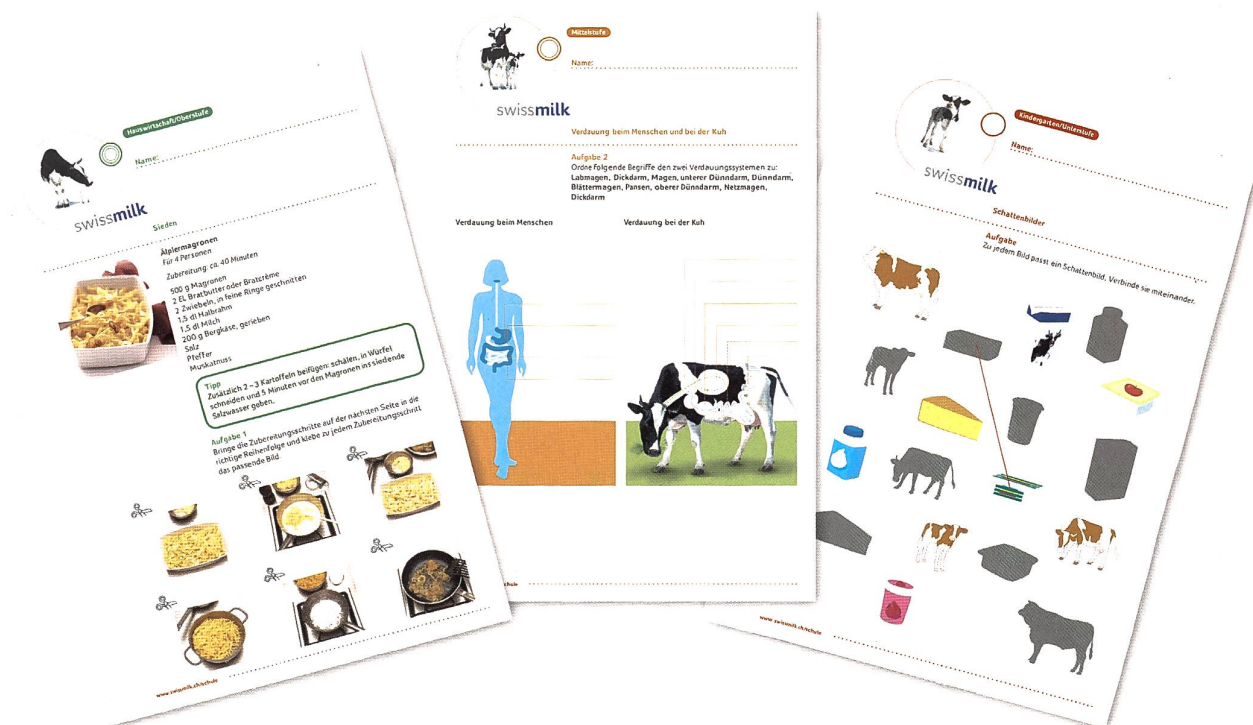 Hauswirtschaft/Oberstufe
Name:
swissmilk
Sieden
Älplermagronen
Für 4 Personen
Zubereitung: ca. 40 Minuten
500 g Magronen
2 EL Bratbutter oder Bratcrème
2 Zwiebeln, in feine Ringe geschnitten
1,5 dl Halbrahm
1,5 dl Milch
200 g Bergkäse, gerieben
Salz
Pfeffer
Muskatnuss
Tipp
Zusätzlich 2 – 3 Kartoffeln beifügen: schälen, in Würfel
schneiden und 5 Minuten vor den Magronen ins siedende
Salzwasser geben.
Aufgabe 1
Bringe die Zubereitungsschritte auf der nächsten Seite in die
richtige Reihenfolge und klebe zu jedem Zubereitungsschritt
das passende Bild.
www.swissmilk.ch/schule
Mittelstufe
Name:
swissmilk
Verdauung beim Menschen und bei der Kuh
Aufgabe 2
Ordne folgende Begriffe den zwei Verdauungssystemen zu:
Labmagen, Dickdarm, Magen, unterer Dünndarm, Dünndarm,
Blättermagen, Pansen, oberer Dünndarm, Netzmagen,
Dickdarm
Verdauung beim Menschen
Verdauung bei der Kuh
chule
Kindergarten/Unterstufe
Name:
swissmilk
Schattenbilder
Aufgabe
Zu jedem Bild passt ein Schattenbild. Verbinde sie miteinander.
www.swissmilk.ch/schule